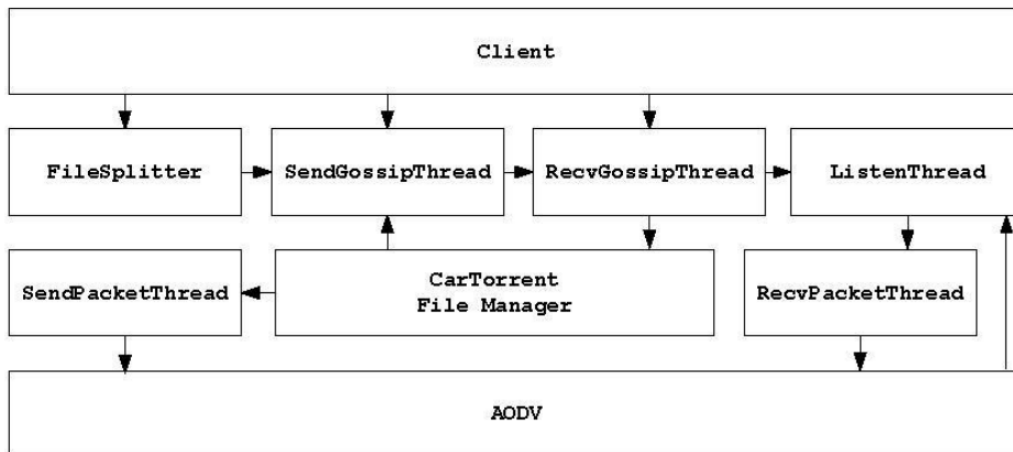 Client
FileSplitter
SendGossipThread
RecvGossipThread
ListenThread
SendPacketThread
CarTorrent
File Manager
RecvPacketThread
AODV